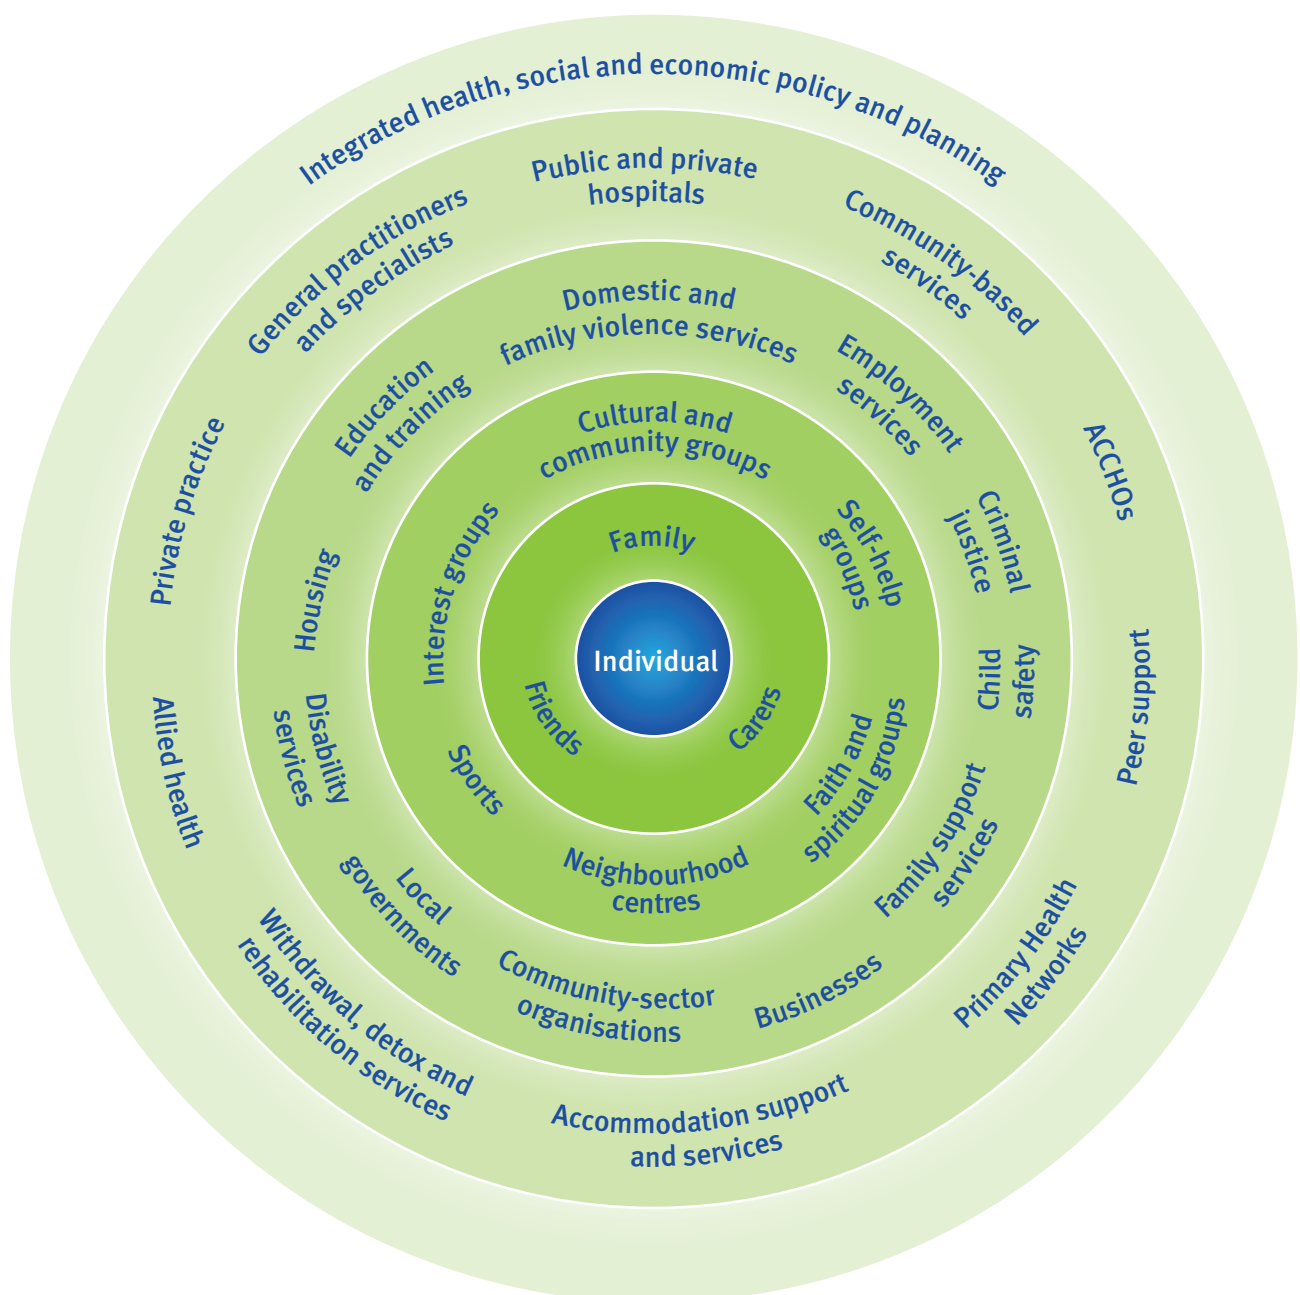 Integrated health, social and economic policy and planning
Public and private
hospitals
Community-based
services
ACCHOs
Peer support
Primary Health
Networks
Accommodation support
and services
Withdrawal, detox and
rehabilitation services
Allied health
Private practice
General practitioners
and specialists
Domestic and
family violence services
Employment
services
Criminal
justice
Child
safety
Family support
services
Businesses
Community-sector
organisations
Local
governments
Disability
services
Housing
Education
and training
Cultural and
community groups
Self-help
groups
Faith and
spiritual groups
Neighbourhood
centres
Sports
Interest groups
Family
Carers
Friends
Individual